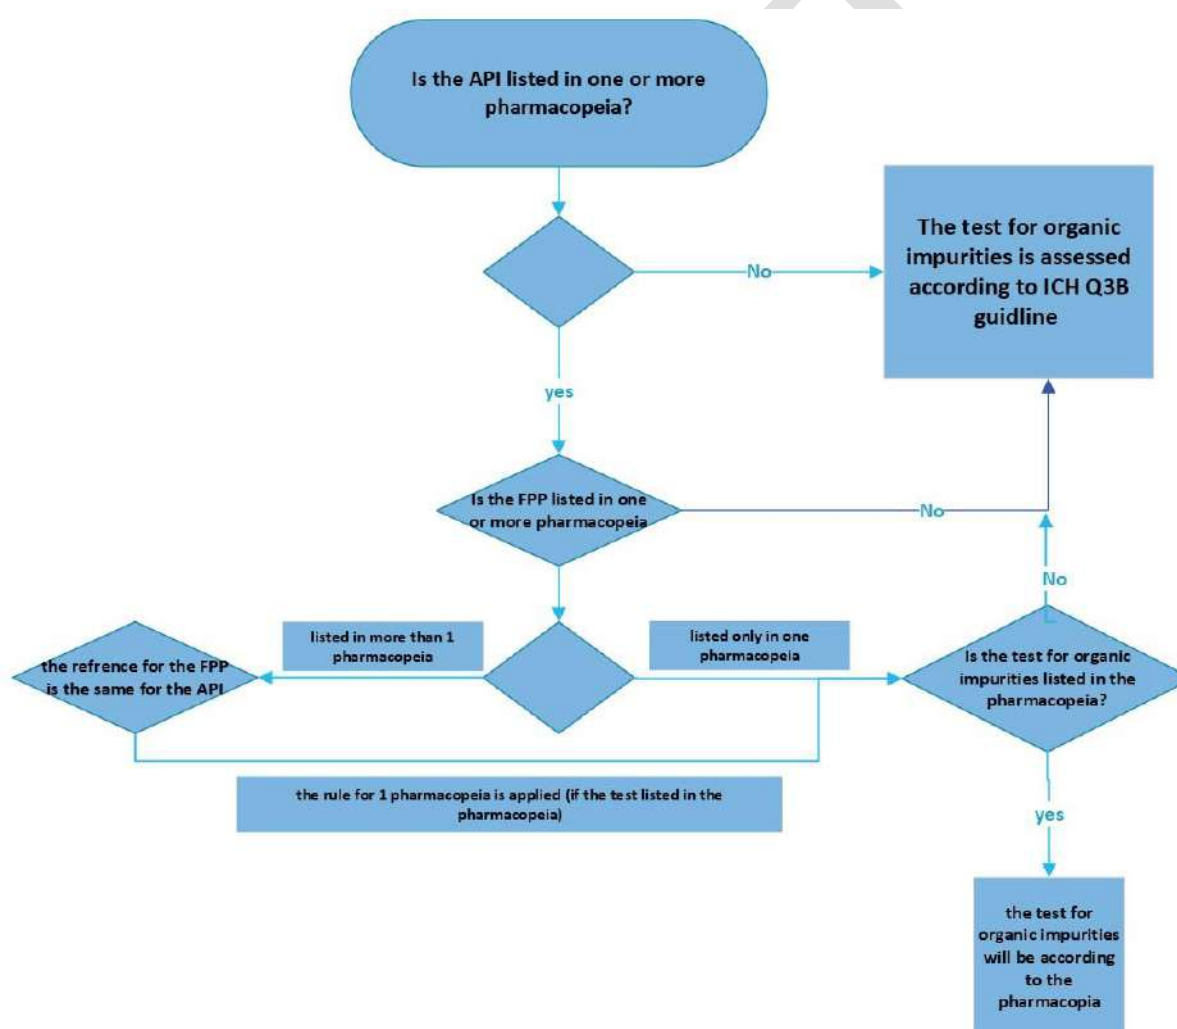 Is the API listed in one or more
pharmacopeia?
The test for organic
impurities is assessed
according to ICH Q3B
guidline
No
yes
Is the FPP listed in one
or more pharmacopeia
No
No
listed in more than 1
pharmacopeia
listed only in one
pharmacopeia
the refrence for the FPP
is the same for the API
Is the test for organic
impurities listed in the
pharmacopeia?
the rule for 1 pharmacopeia is applied (if the test listed in the
pharmacopeia)
yes
the test for
organic impurities
will be according
to the
pharmacopia